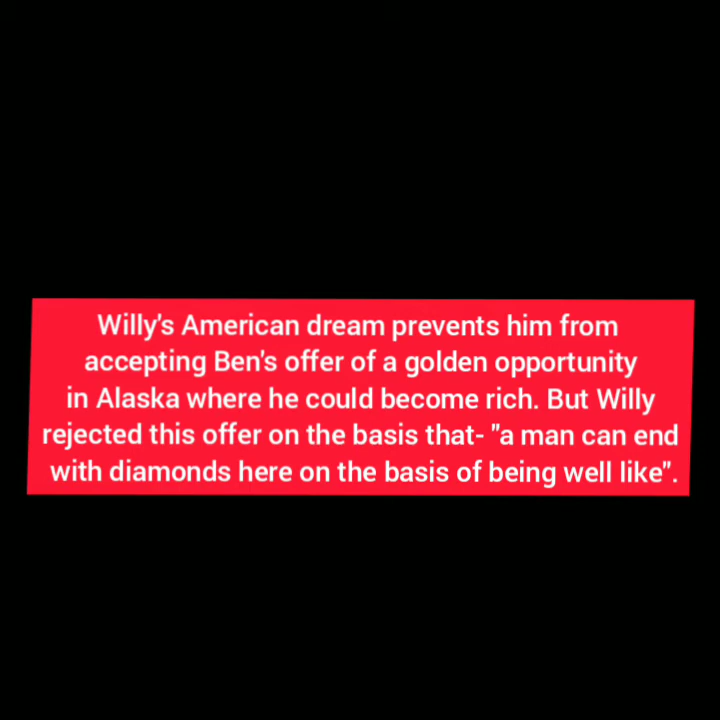 Willy's American dream prevents him from
accepting Ben's offer of a golden opportunity
in Alaska where he could become rich. But Willy
rejected this offer on the basis that- "a man can end
with diamonds here on the basis of being well like".